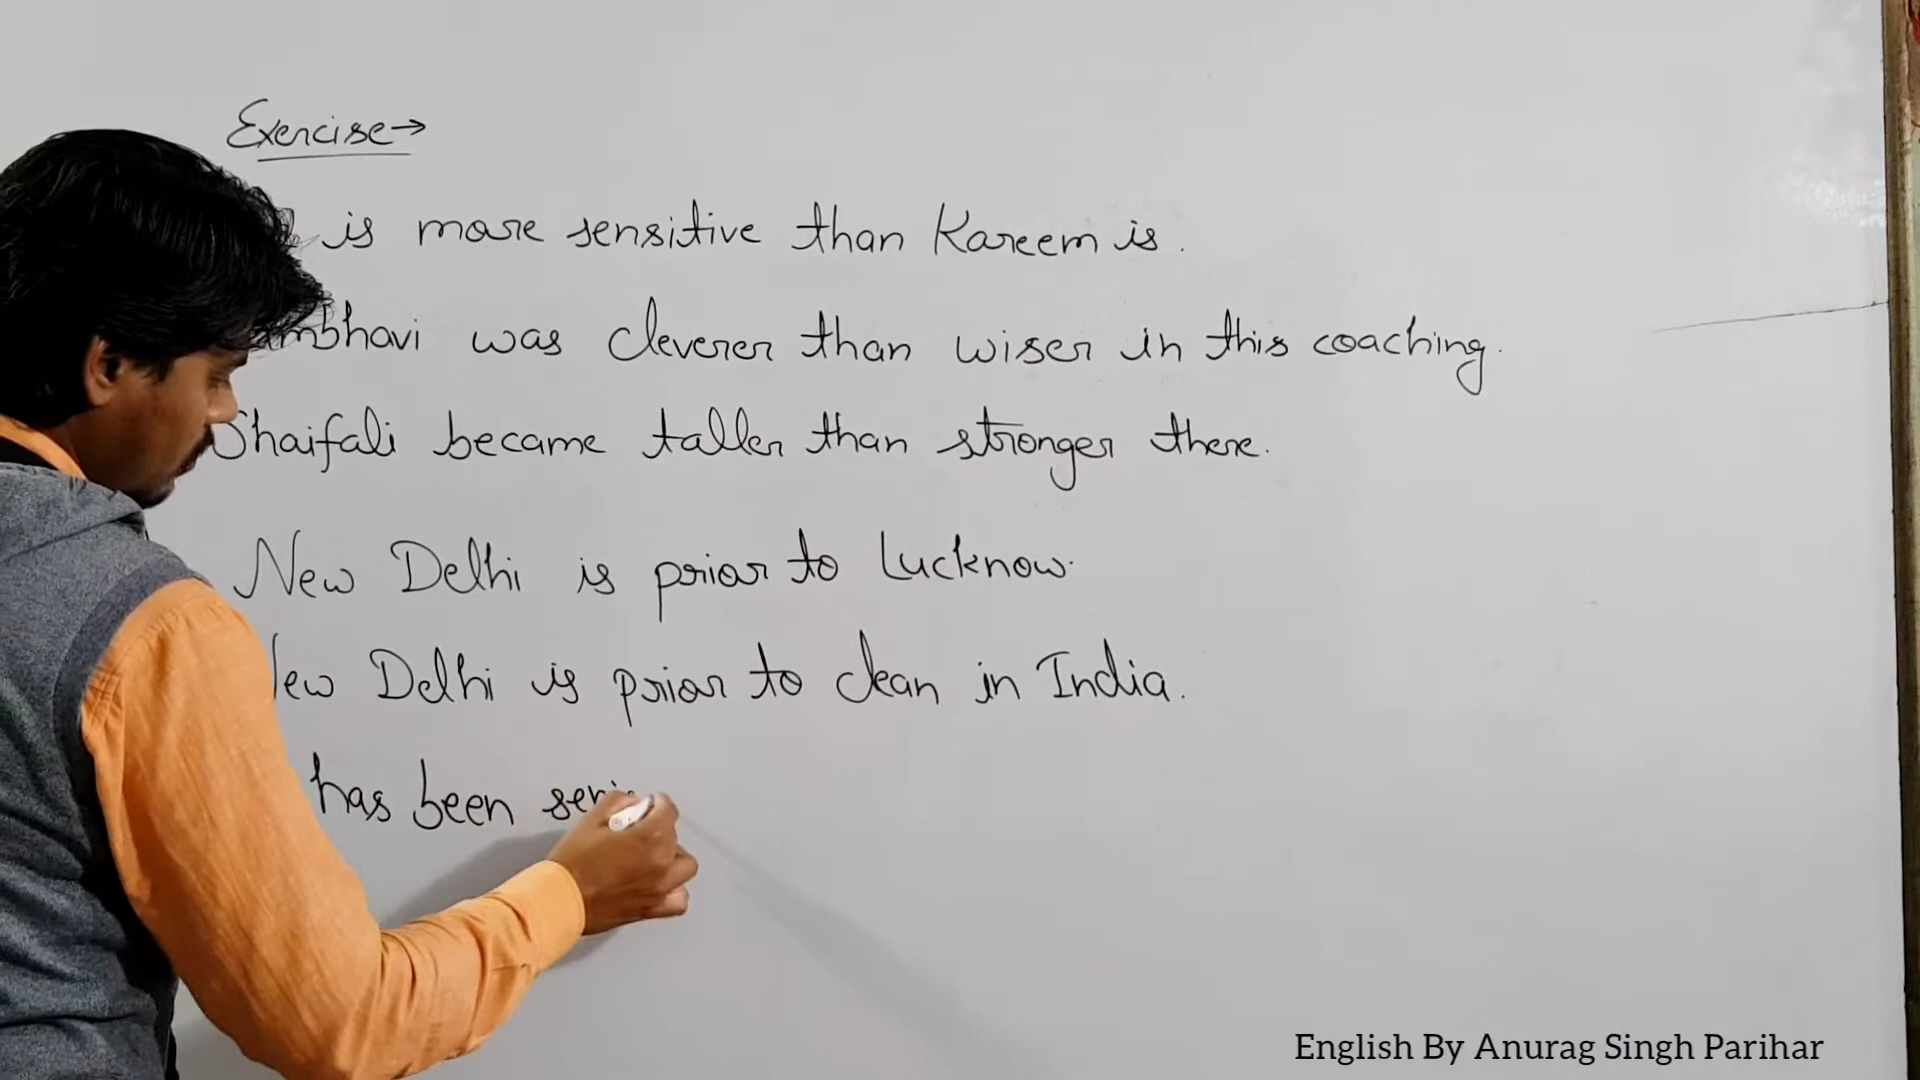 Exercise→
is more sensitive than Kareem is.
was cleverer than wiser in this coaching.
Shaifali became taller than stronger there.
New Delhi is prior to Lucknow.
New Delhi is prior to clean in India.
has been
English By Anurag Singh Parihar